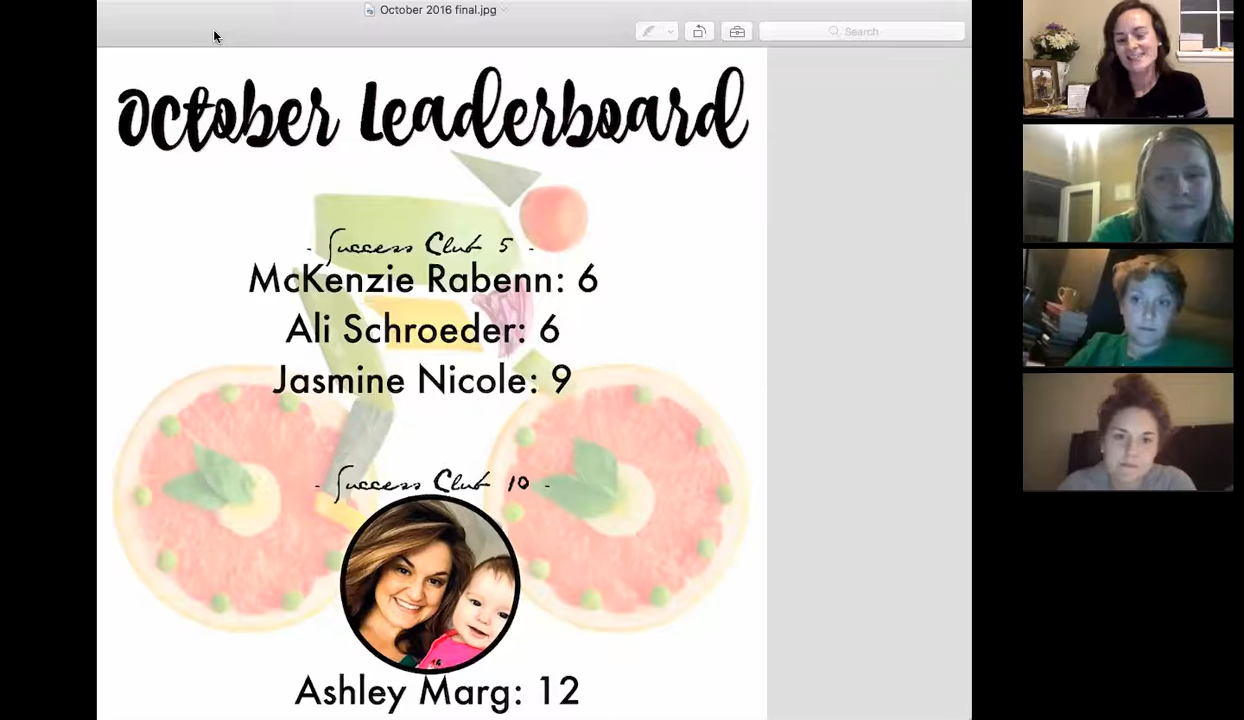 October 2016 final.jpg
Search
October Leaderboard
- Success Club 5 -
McKenzie Rabenn: 6
Ali Schroeder: 6
Jasmine Nicole: 9
- Success Club 10 -
Ashley Marg: 12